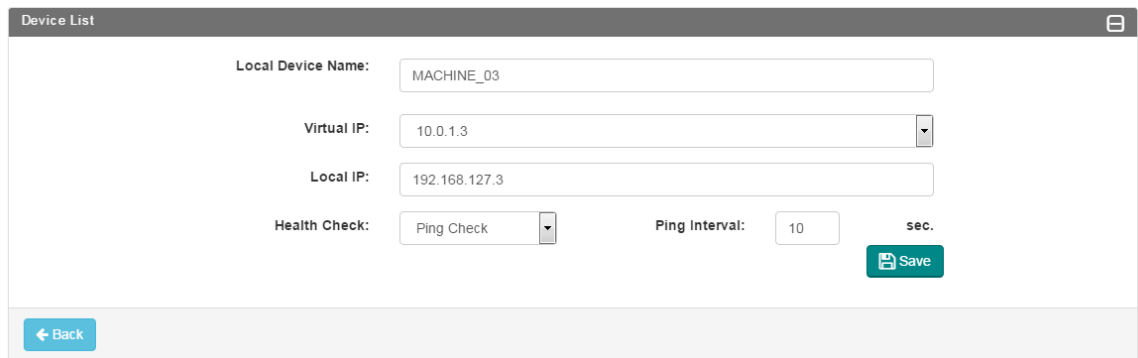 Device List
Local Device Name: MACHINE_03
Virtual IP: 10.0.1.3
Local IP: 192.168.127.3
Health Check: Ping Check Ping Interval: 10 sec.
Save
Back